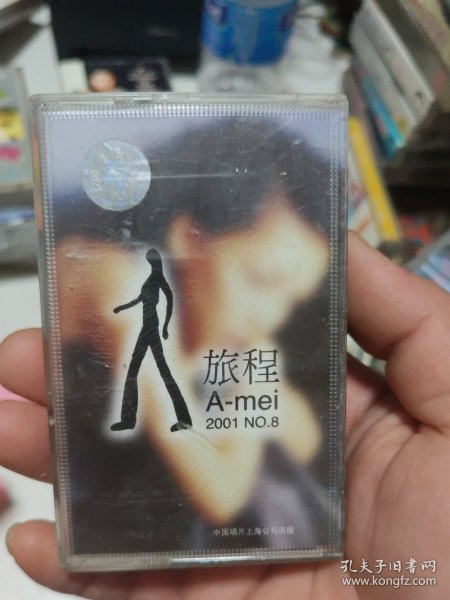 旅程
A-mei
2001 NO.8
中国唱片上海公司出版
孔夫子旧书网
www.kongfz.com